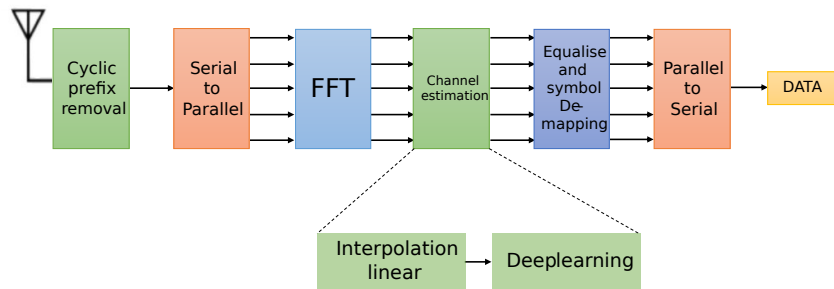 Cyclic
prefix
removal
Serial
to
Parallel
FFT
Channel
estimation
Equalise
and
symbol
De-
mapping
Parallel
to
Serial
DATA
Interpolation
linear
Deeplearning